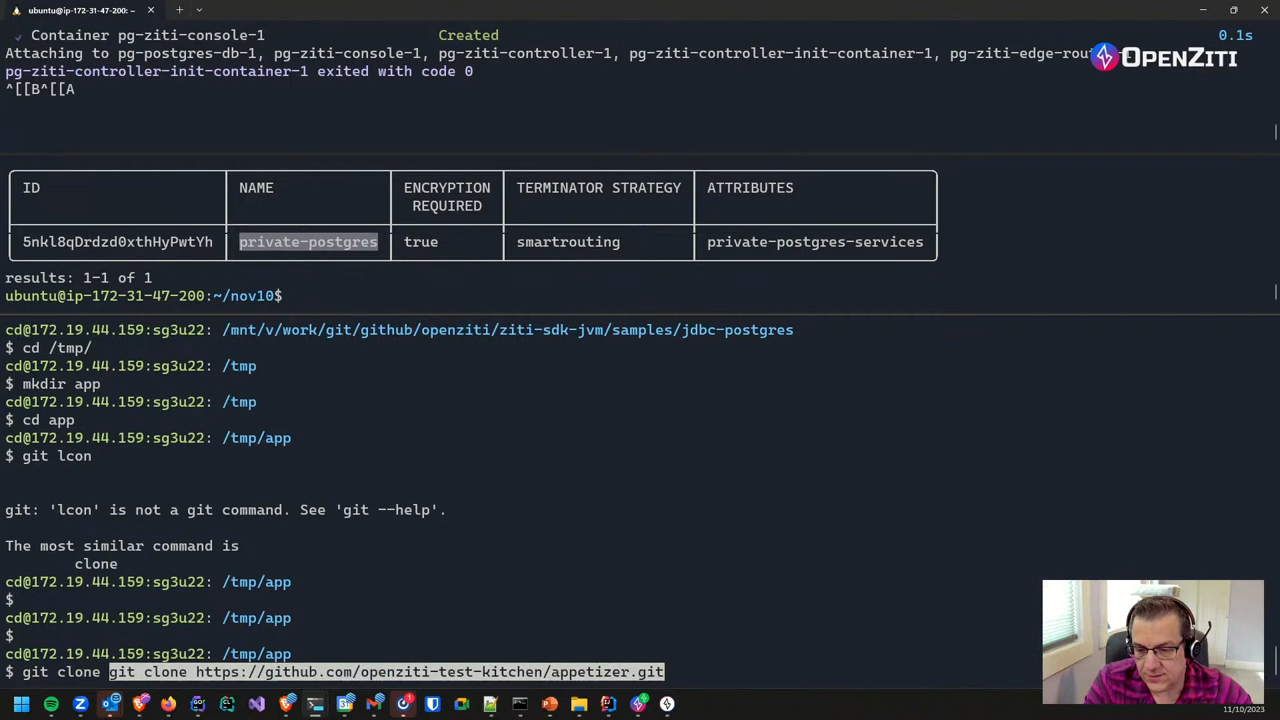 ubuntu@ip-172-31-47-200: ~
✓ Container pg-ziti-console-1 Created 0.1s
Attaching to pg-postgres-db-1, pg-ziti-console-1, pg-ziti-controller-1, pg-ziti-controller-init-container-1, pg-ziti-edge-rou
OPENZITI
pg-ziti-controller-init-container-1 exited with code 0
^[[B^[[A
ID NAME ENCRYPTION REQUIRED TERMINATOR STRATEGY ATTRIBUTES
5nkl8qDrdzd0xthHyPwtYh private-postgres true smartrouting private-postgres-services
results: 1-1 of 1
ubuntu@ip-172-31-47-200:~/nov10$
cd@172.19.44.159:sg3u22: /mnt/v/work/git/github/openziti/ziti-sdk-jvm/samples/jdbc-postgres
$ cd /tmp/
cd@172.19.44.159:sg3u22: /tmp
$ mkdir app
cd@172.19.44.159:sg3u22: /tmp
$ cd app
cd@172.19.44.159:sg3u22: /tmp/app
$ git lcon
git: 'lcon' is not a git command. See 'git --help'.
The most similar command is
clone
cd@172.19.44.159:sg3u22: /tmp/app
$
cd@172.19.44.159:sg3u22: /tmp/app
$
cd@172.19.44.159:sg3u22: /tmp/app
$ git clone git clone https://github.com/openziti-test-kitchen/appetizer.git
11/10/2023